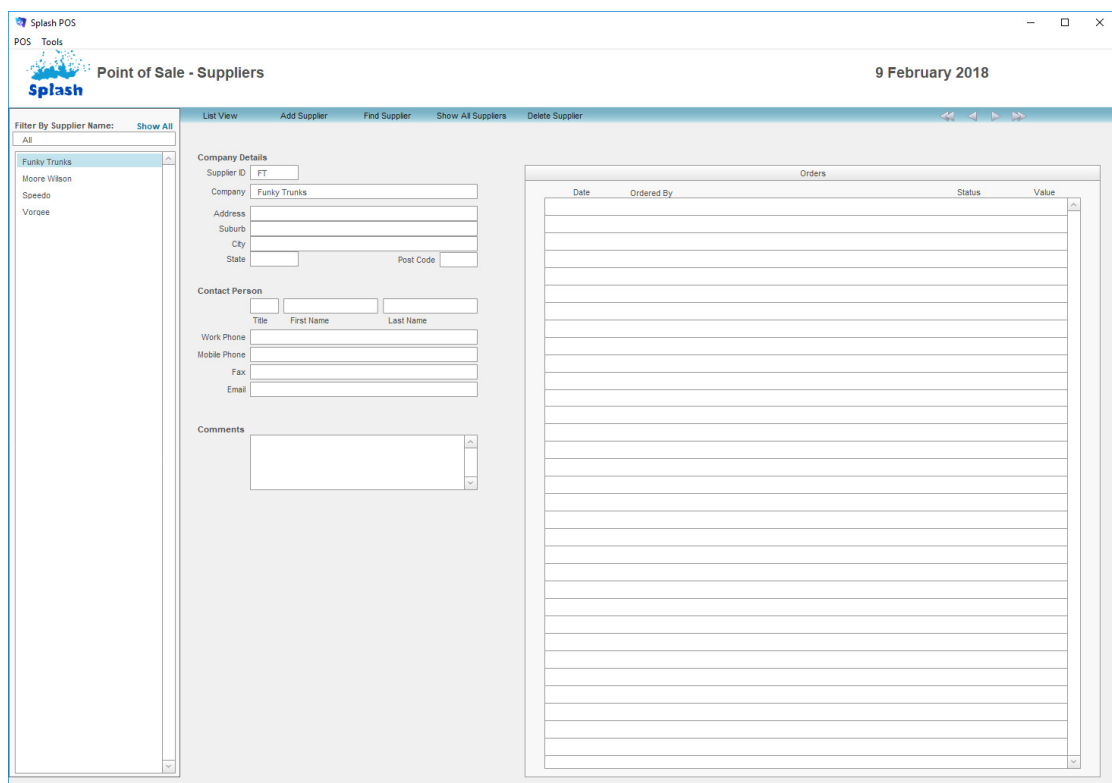 Splash POS
POS Tools
Splash
Point of Sale - Suppliers
9 February 2018
List View Add Supplier Find Supplier Show All Suppliers Delete Supplier
Filter By Supplier Name: Show All
All
Funky Trunks
Moore Wilson
Speedo
Vorgee
Company Details
Supplier ID FT
Company Funky Trunks
Address
Suburb
City
State Post Code
Contact Person
Title First Name Last Name
Work Phone
Mobile Phone
Fax
Email
Comments
Orders
Date Ordered By Status Value